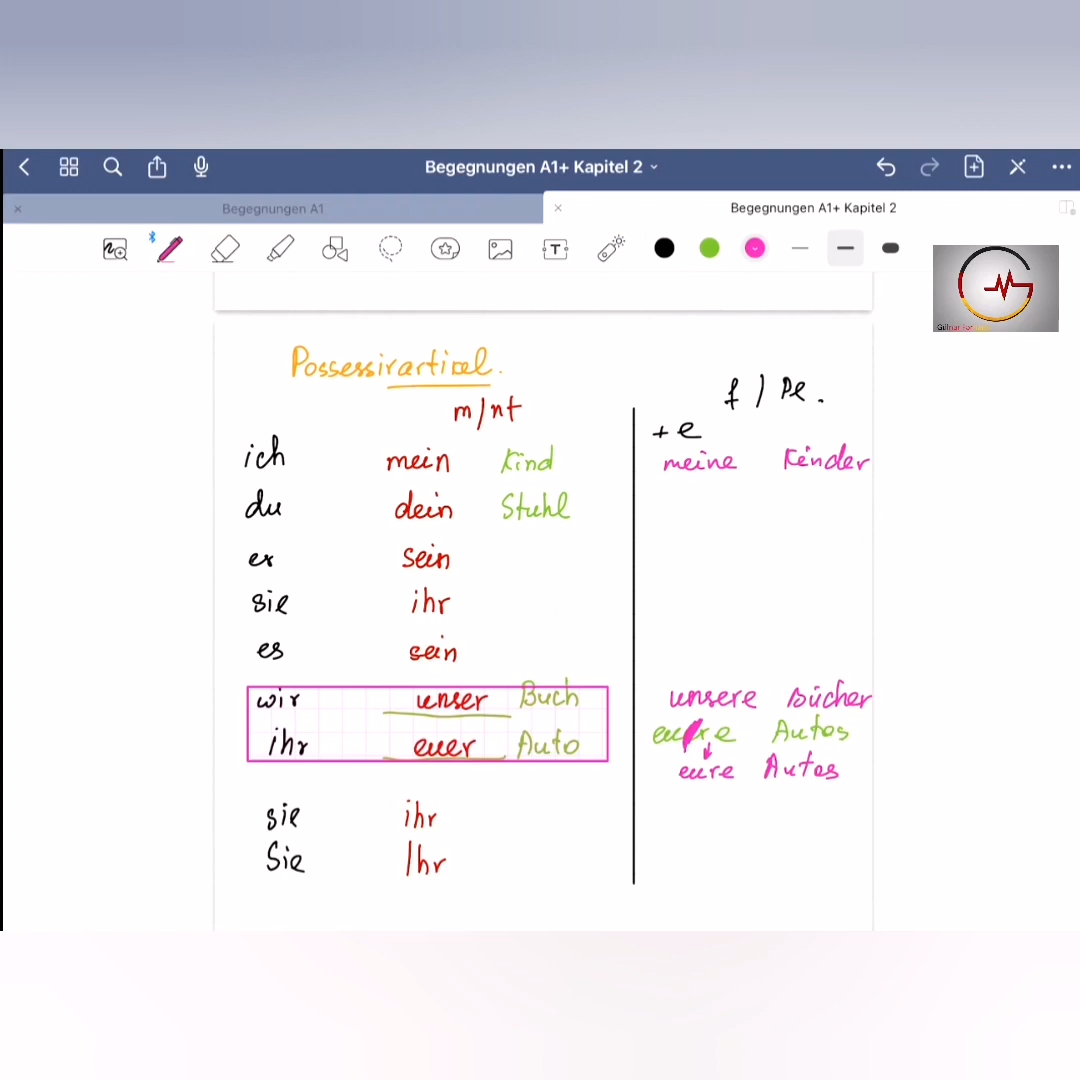 Begegnungen A1+ Kapitel 2
Begegnungen A1
Begegnungen A1+ Kapitel 2
T
Possessivartikel.
m/nt
f / Pl.
+ e
ich mein Kind meine Kinder
du dein Stuhl
er sein
sie ihr
es sein
wir unser Buch unsere Bücher
ihr euer Auto Autos
eure Autos
sie ihr
Sie Ihr